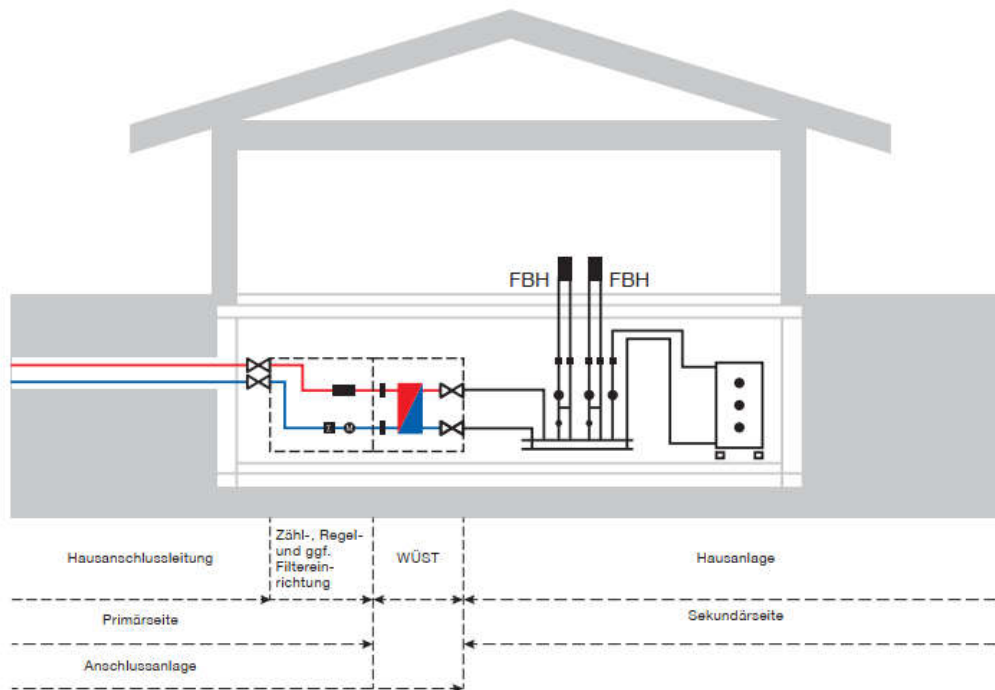 FBH
FBH
Z
M
Hausanschlussleitung
Zähl-, Regel-
und ggf.
Filterein-
richtung
WÜST
Hausanlage
Primärseite
Sekundärseite
Anschlussanlage